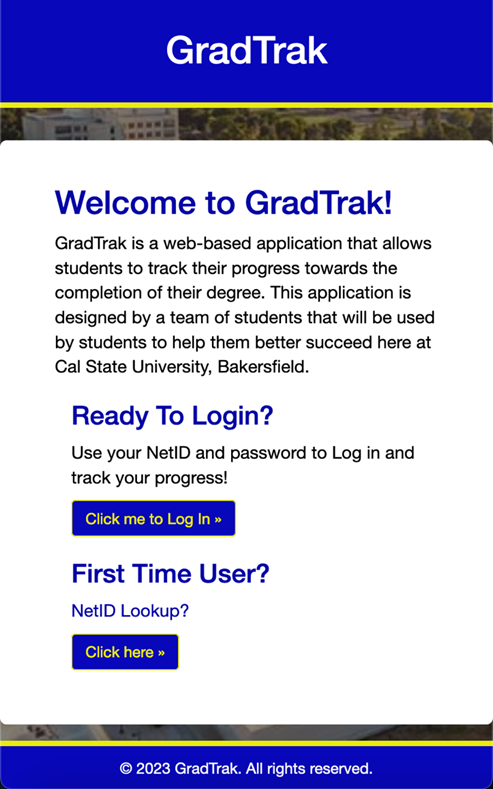 GradTrak
Welcome to GradTrak!
GradTrak is a web-based application that allows
students to track their progress towards the
completion of their degree. This application is
designed by a team of students that will be used
by students to help them better succeed here at
Cal State University, Bakersfield.
Ready To Login?
Use your NetID and password to Log in and
track your progress!
Click me to Log In »
First Time User?
NetID Lookup?
Click here »
© 2023 GradTrak. All rights reserved.